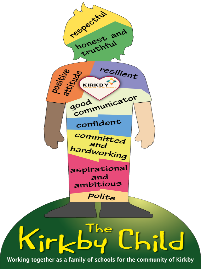 respectful
honest and
truthful
positive
attitude
resilient
KIRKBY
good
communicator
confident
committed
and
hardworking
aspirational
and
ambitious
Polite
The
Kirkby Child
Working together as a family of schools for the community of Kirkby